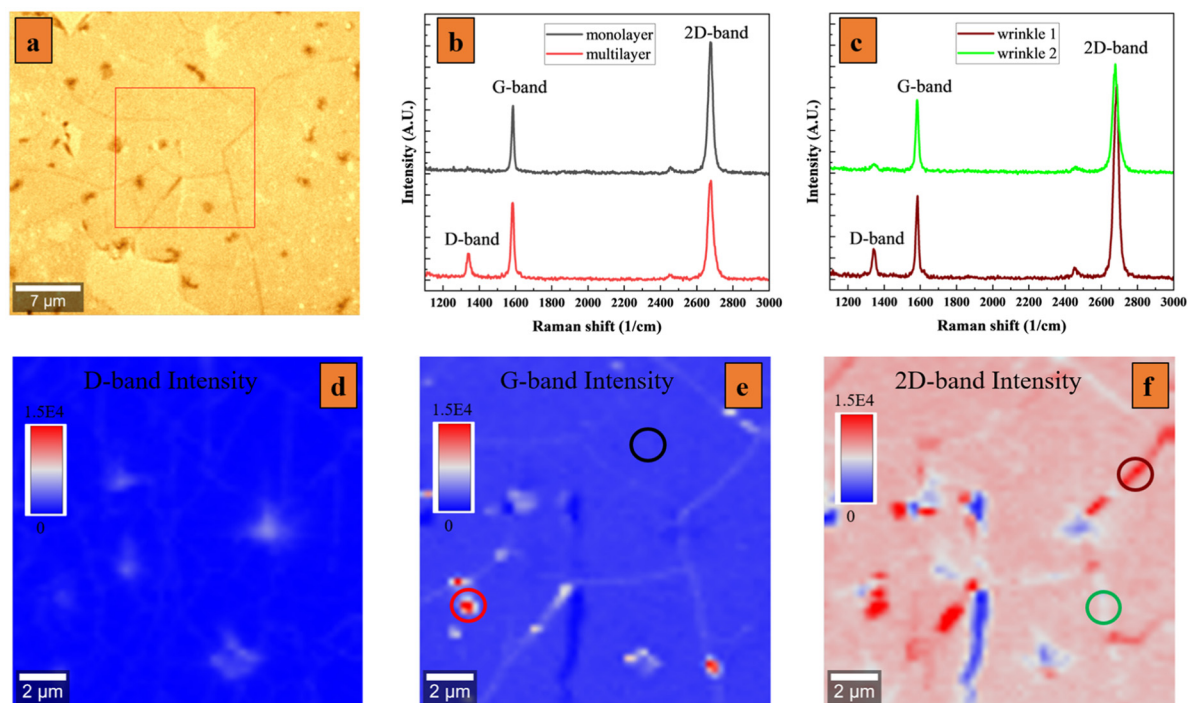 a
7 µm
b
monolayer
multilayer
2D-band
G-band
D-band
Intensity (A.U.)
1200 1400 1600 1800 2000 2200 2400 2600 2800 3000
Raman shift (1/cm)
c
wrinkle 1
wrinkle 2
2D-band
G-band
D-band
Intensity (A.U.)
1200 1400 1600 1800 2000 2200 2400 2600 2800 3000
Raman shift (1/cm)
D-band Intensity
d
1.5E4
0
2 µm
G-band Intensity
e
1.5E4
0
2 µm
2D-band Intensity
f
1.5E4
0
2 µm